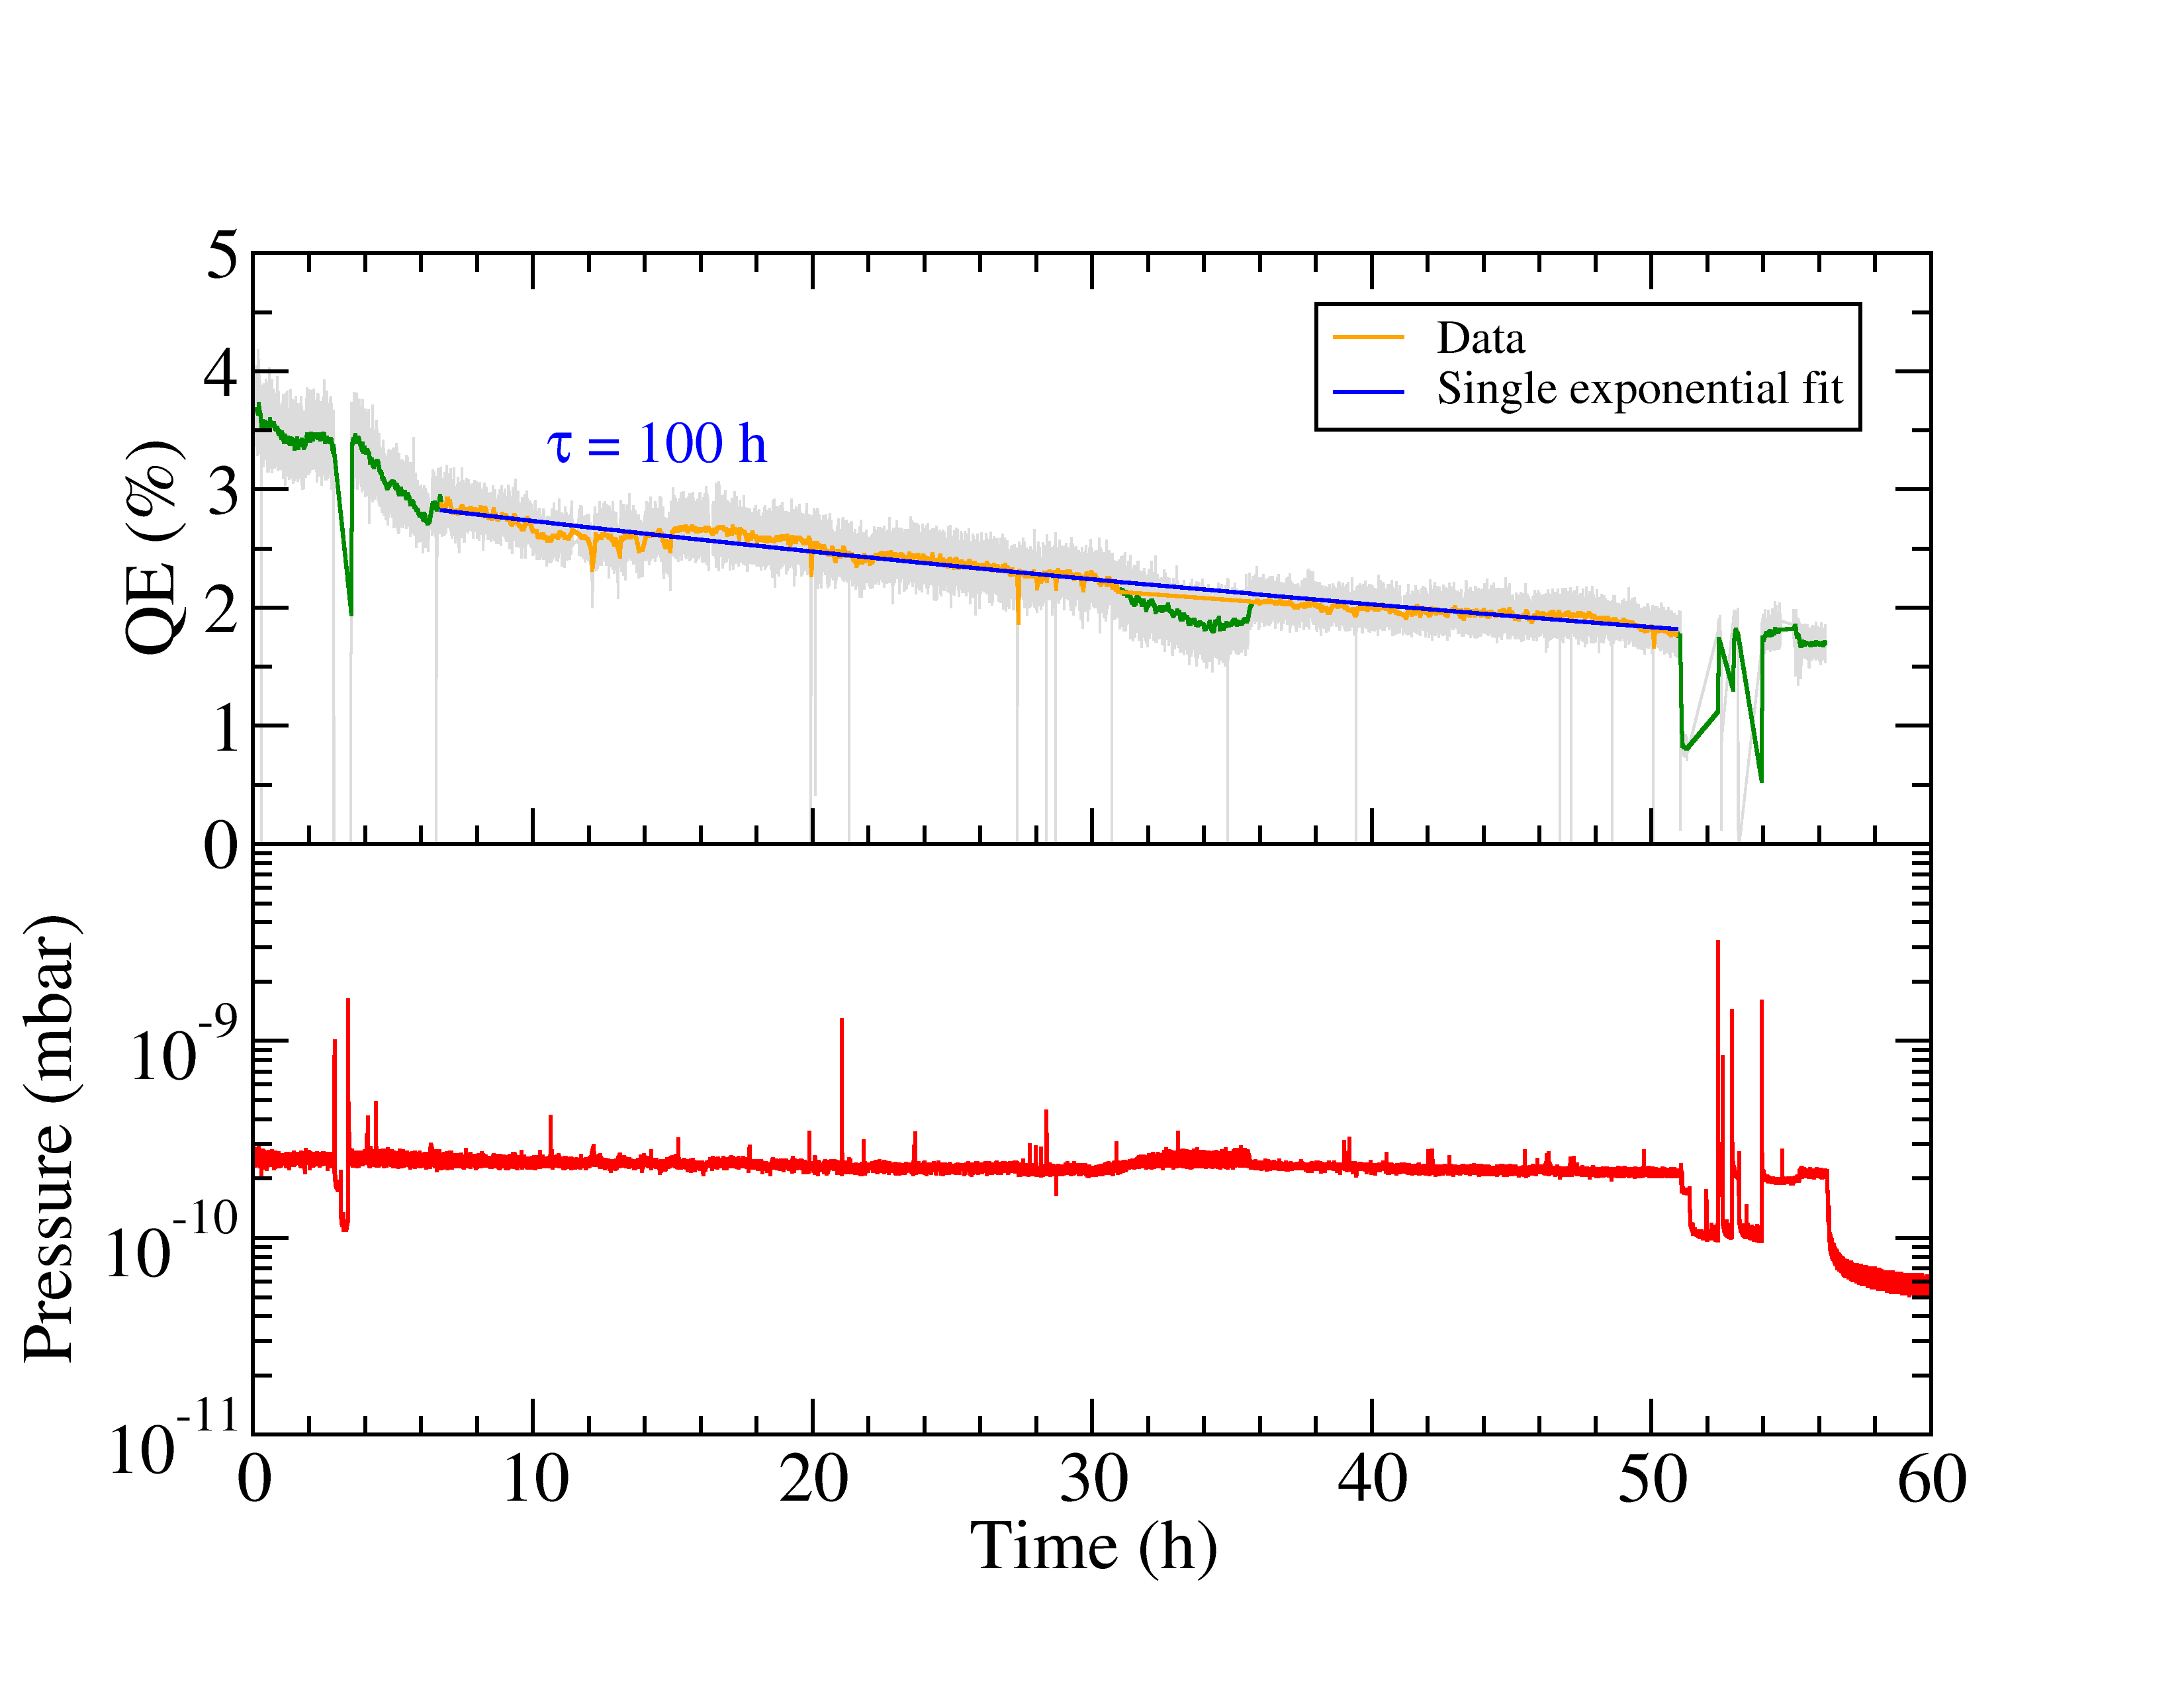 5
4
3
2
1
0
QE (%)
Data
Single exponential fit
τ = 100 h
10-9
10-10
10-11
Pressure (mbar)
0 10 20 30 40 50 60
Time (h)